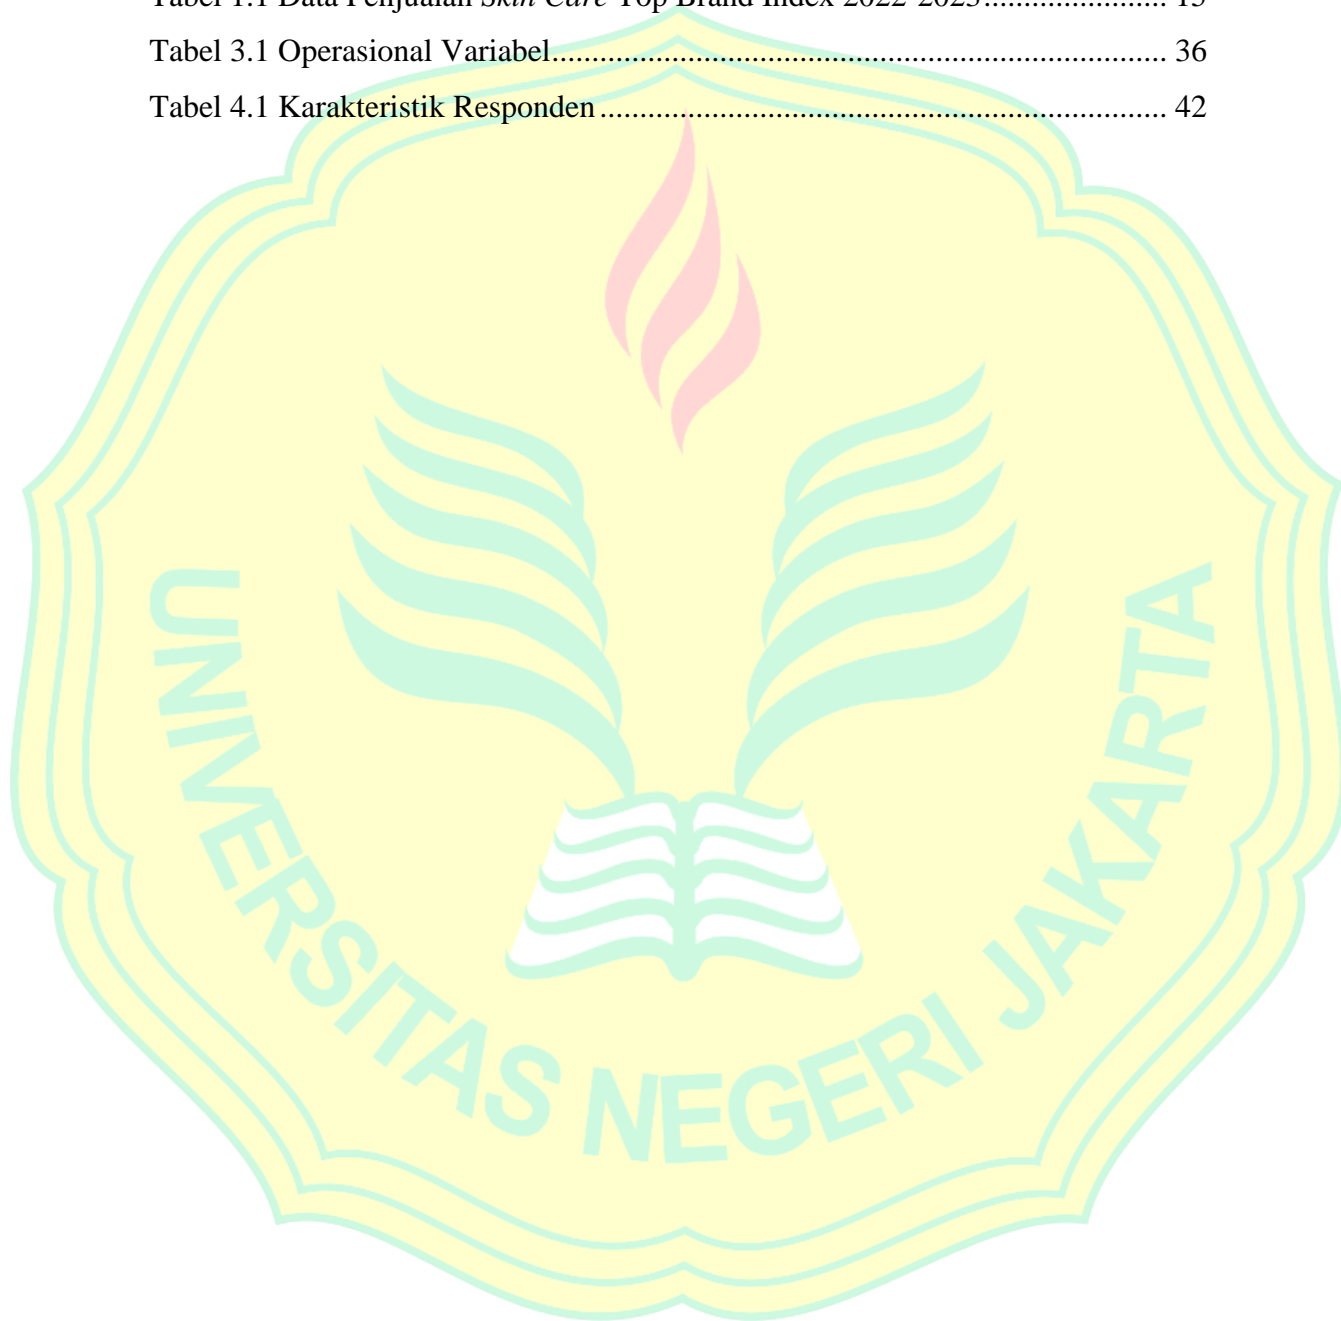 Tabel 1.1 Data Penjualan Skin Care Top Brand Index 2022-2023....................... 15
Tabel 3.1 Operasional Variabel............................................................................ 36
Tabel 4.1 Karakteristik Responden ...................................................................... 42
UNIVERSITAS NEGERI JAKARTA